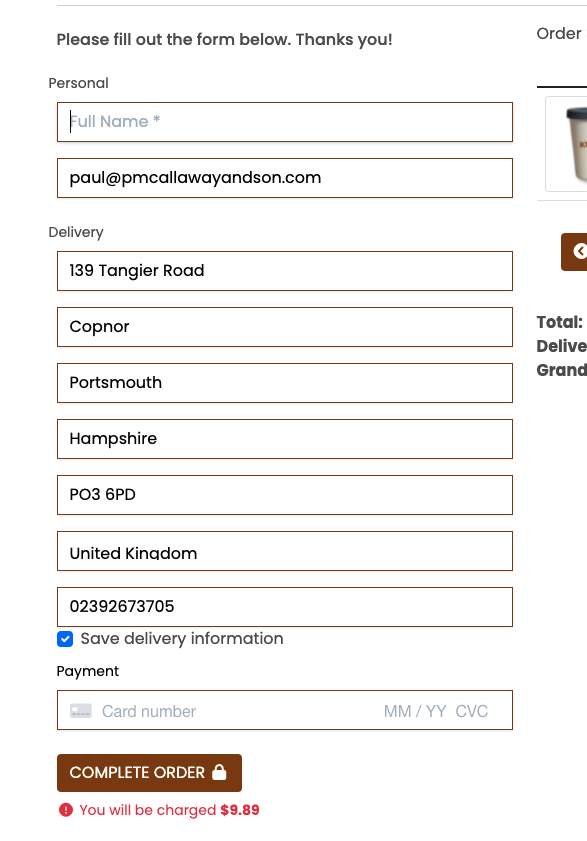 Please fill out the form below. Thanks you!
Order
Personal
Full Name *
paul@pmcallawayandson.com
Delivery
139 Tangier Road
Copnor
Total:
Portsmouth
Hampshire
PO3 6PD
United Kingdom
02392673705
Save delivery information
Payment
Card number MM / YY CVC
COMPLETE ORDER
You will be charged $9.89